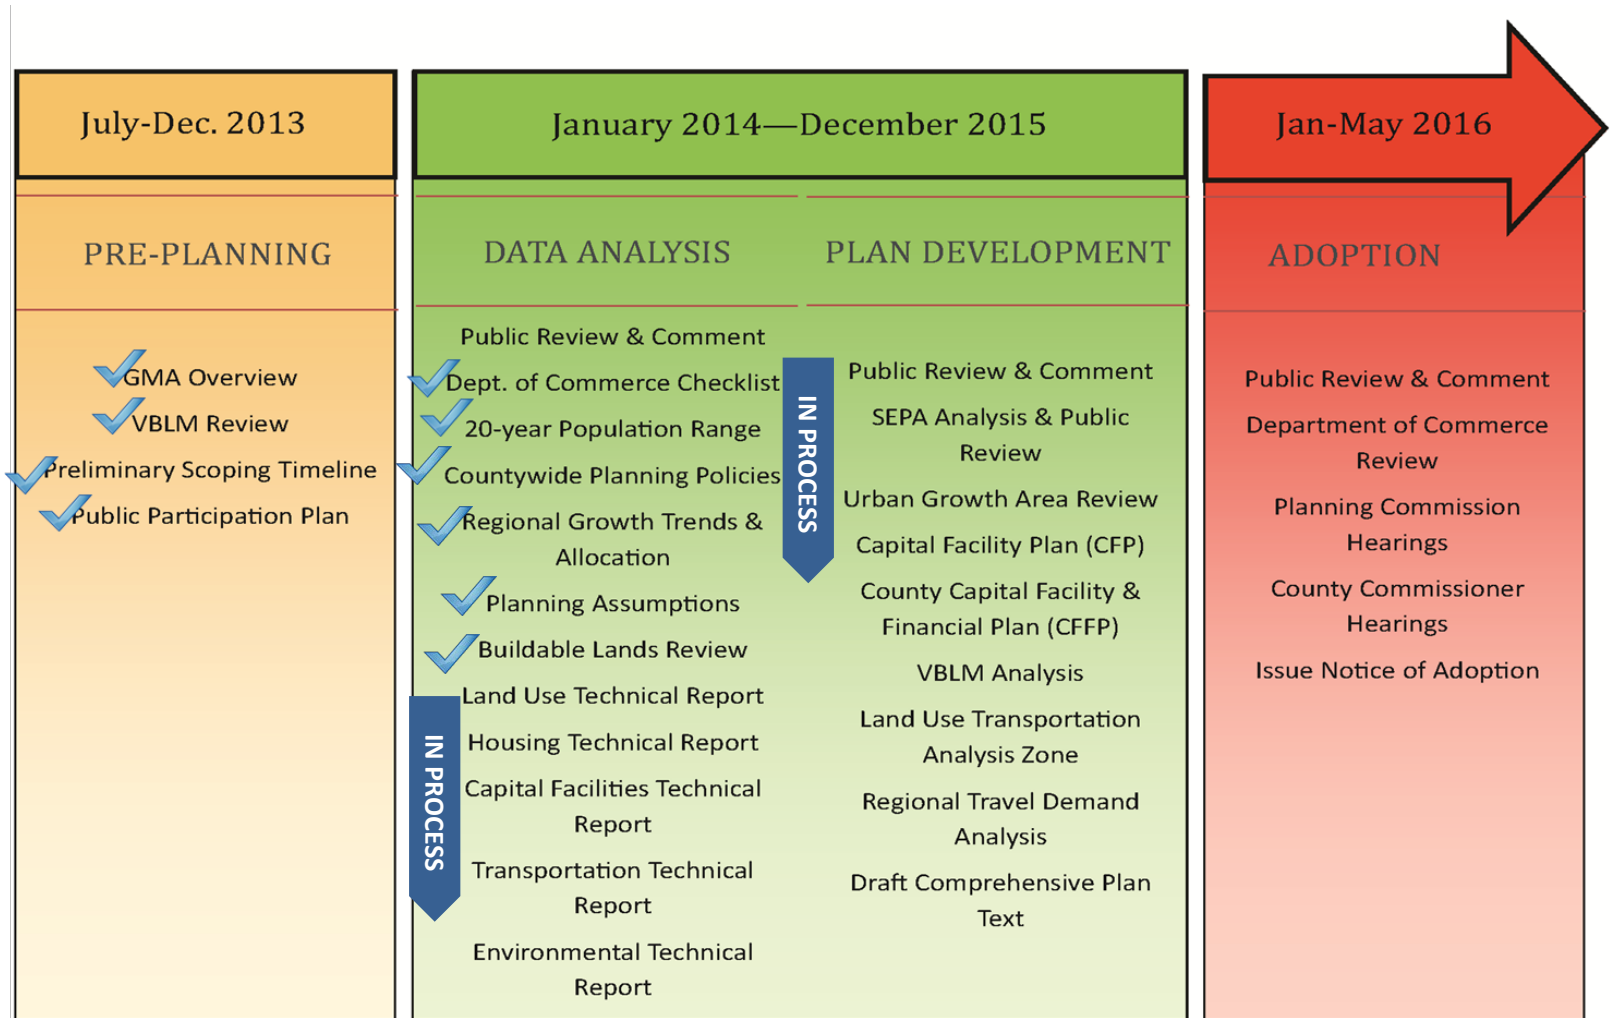 July-Dec. 2013
PRE-PLANNING
GMA Overview
VBLM Review
Preliminary Scoping Timeline
Public Participation Plan
January 2014—December 2015
DATA ANALYSIS
Public Review & Comment
Dept. of Commerce Checklist
20-year Population Range
Countywide Planning Policies
Regional Growth Trends &
Allocation
Planning Assumptions
Buildable Lands Review
Land Use Technical Report
Housing Technical Report
Capital Facilities Technical
Report
Transportation Technical
Report
Environmental Technical
Report
IN PROCESS
PLAN DEVELOPMENT
IN PROCESS
Public Review & Comment
SEPA Analysis & Public
Review
Urban Growth Area Review
Capital Facility Plan (CFP)
County Capital Facility &
Financial Plan (CFFP)
VBLM Analysis
Land Use Transportation
Analysis Zone
Regional Travel Demand
Analysis
Draft Comprehensive Plan
Text
Jan-May 2016
ADOPTION
Public Review & Comment
Department of Commerce
Review
Planning Commission
Hearings
County Commissioner
Hearings
Issue Notice of Adoption